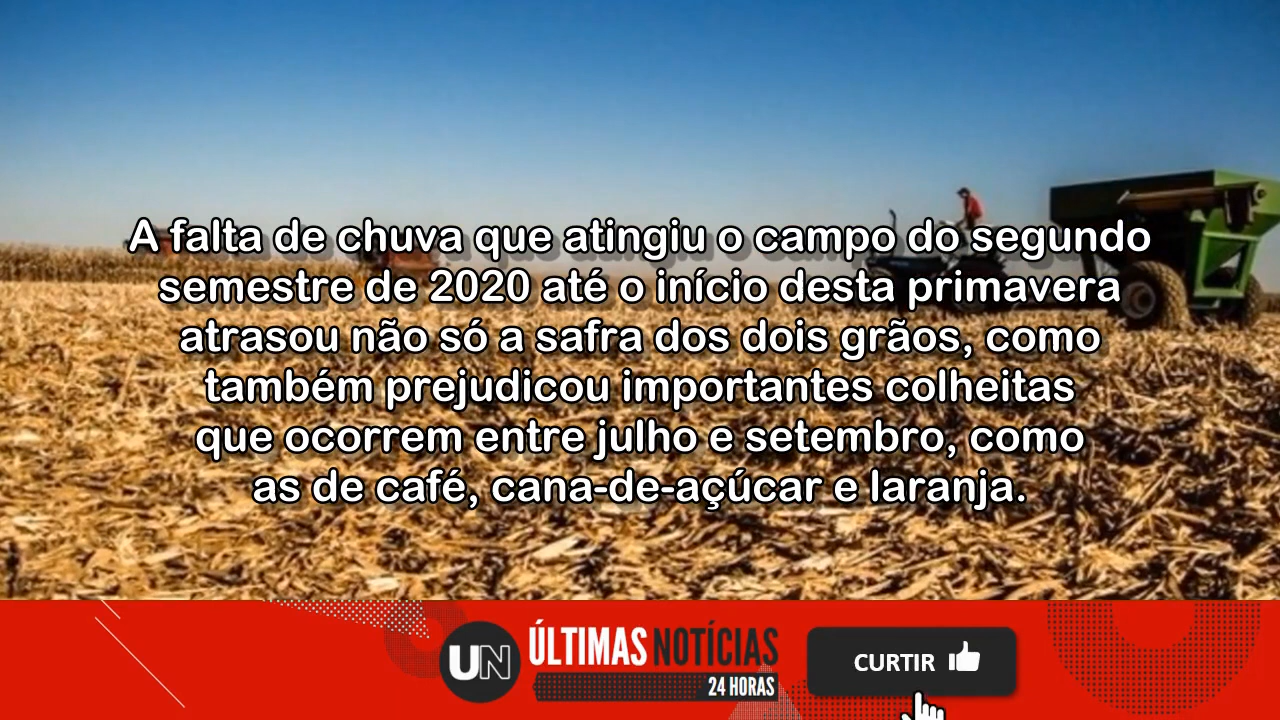 A falta de chuva que atingiu o campo do segundo
semestre de 2020 até o início desta primavera
atrasou não só a safra dos dois grãos, como
também prejudicou importantes colheitas
que ocorrem entre julho e setembro, como
as de café, cana-de-açúcar e laranja.
UN ÚLTIMAS NOTÍCIAS
24 HORAS
CURTIR